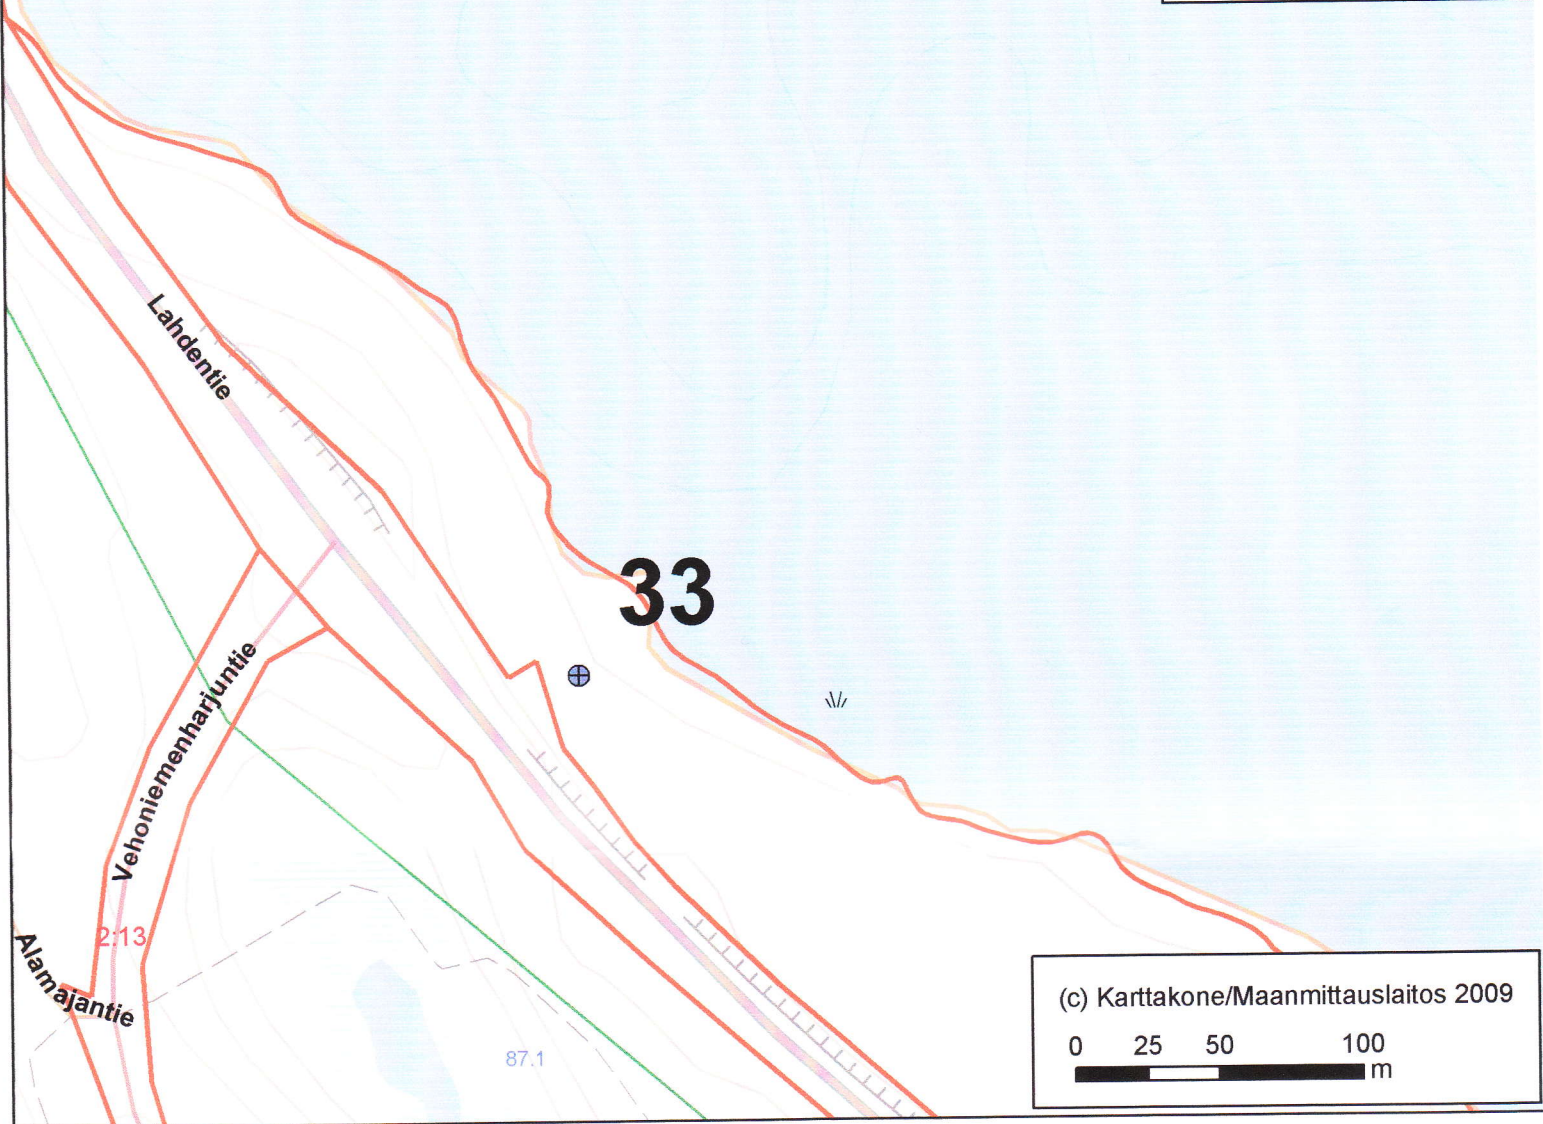 Lahdentie
33
Vehoniemenharjuntie
2:13
Alamajantie
87.1
(c) Karttakone/Maanmittauslaitos 2009
0 25 50 100
m